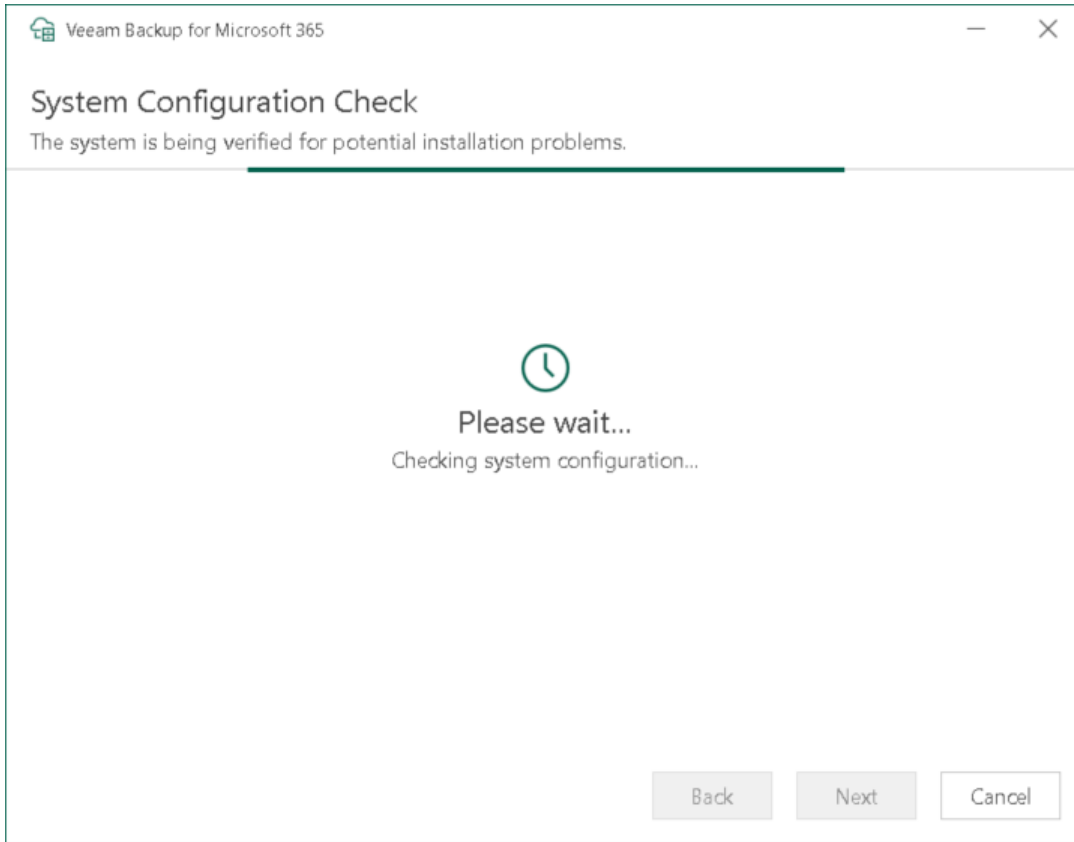 Veeam Backup for Microsoft 365
System Configuration Check
The system is being verified for potential installation problems.
Please wait...
Checking system configuration...
Back
Next
Cancel